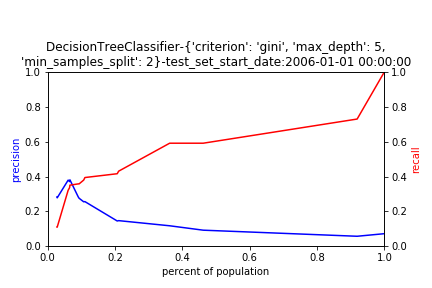 DecisionTreeClassifier-{'criterion': 'gini', 'max_depth': 5,
'min_samples_split': 2}-test_set_start_date:2006-01-01 00:00:00
1.0
0.8
0.6
0.4
0.2
0.0
precision
1.0
0.8
0.6
0.4
0.2
0.0
recall
0.0 0.2 0.4 0.6 0.8 1.0
percent of population